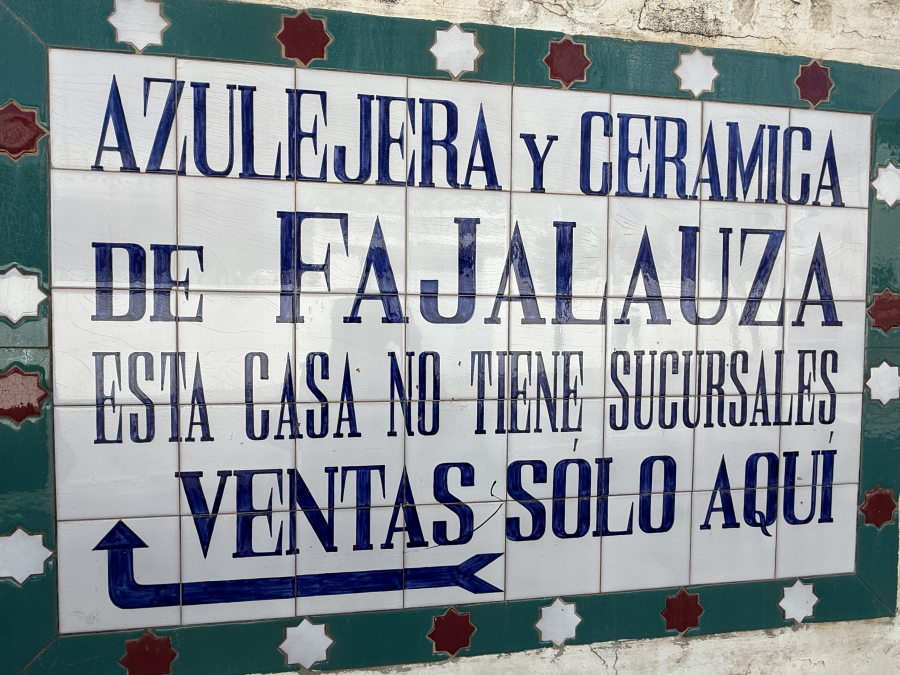 AZULEJERA Y CERAMICA
DE FAJALAUZA
ESTA CASA NO TIENE SUCURSALES
VENTAS SÓLO AQUÍ